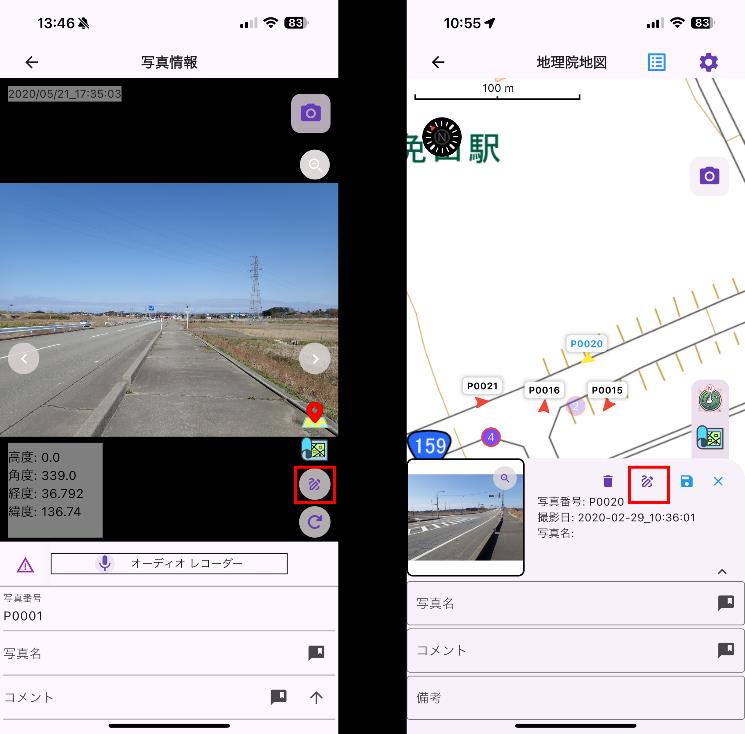 13:46
83
写真情報
2020/05/21_17:35:03
高度: 0.0
角度: 339.0
経度: 36.792
緯度: 136.74
オーディオ レコーダー
写真番号
P0001
写真名
コメント
10:55
83
地理院地図
100 m
N
免田駅
P0020
P0021
P0016
P0015
2
4
159
写真番号: P0020
撮影日: 2020-02-29_10:36:01
写真名:
写真名
コメント
備考